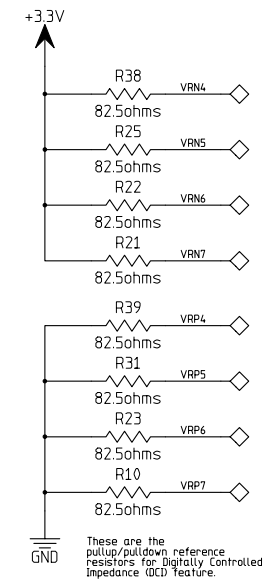 +3.3V
R38
VRN4
82.5ohms
R25
VRN5
82.5ohms
R22
VRN6
82.5ohms
R21
VRN7
82.5ohms
R39
VRP4
82.5ohms
R31
VRP5
82.5ohms
R23
VRP6
82.5ohms
R10
VRP7
82.5ohms
GND
These are the
pullup/pulldown reference
resistors for Digitally Controlled
Impedance (DCI) feature.